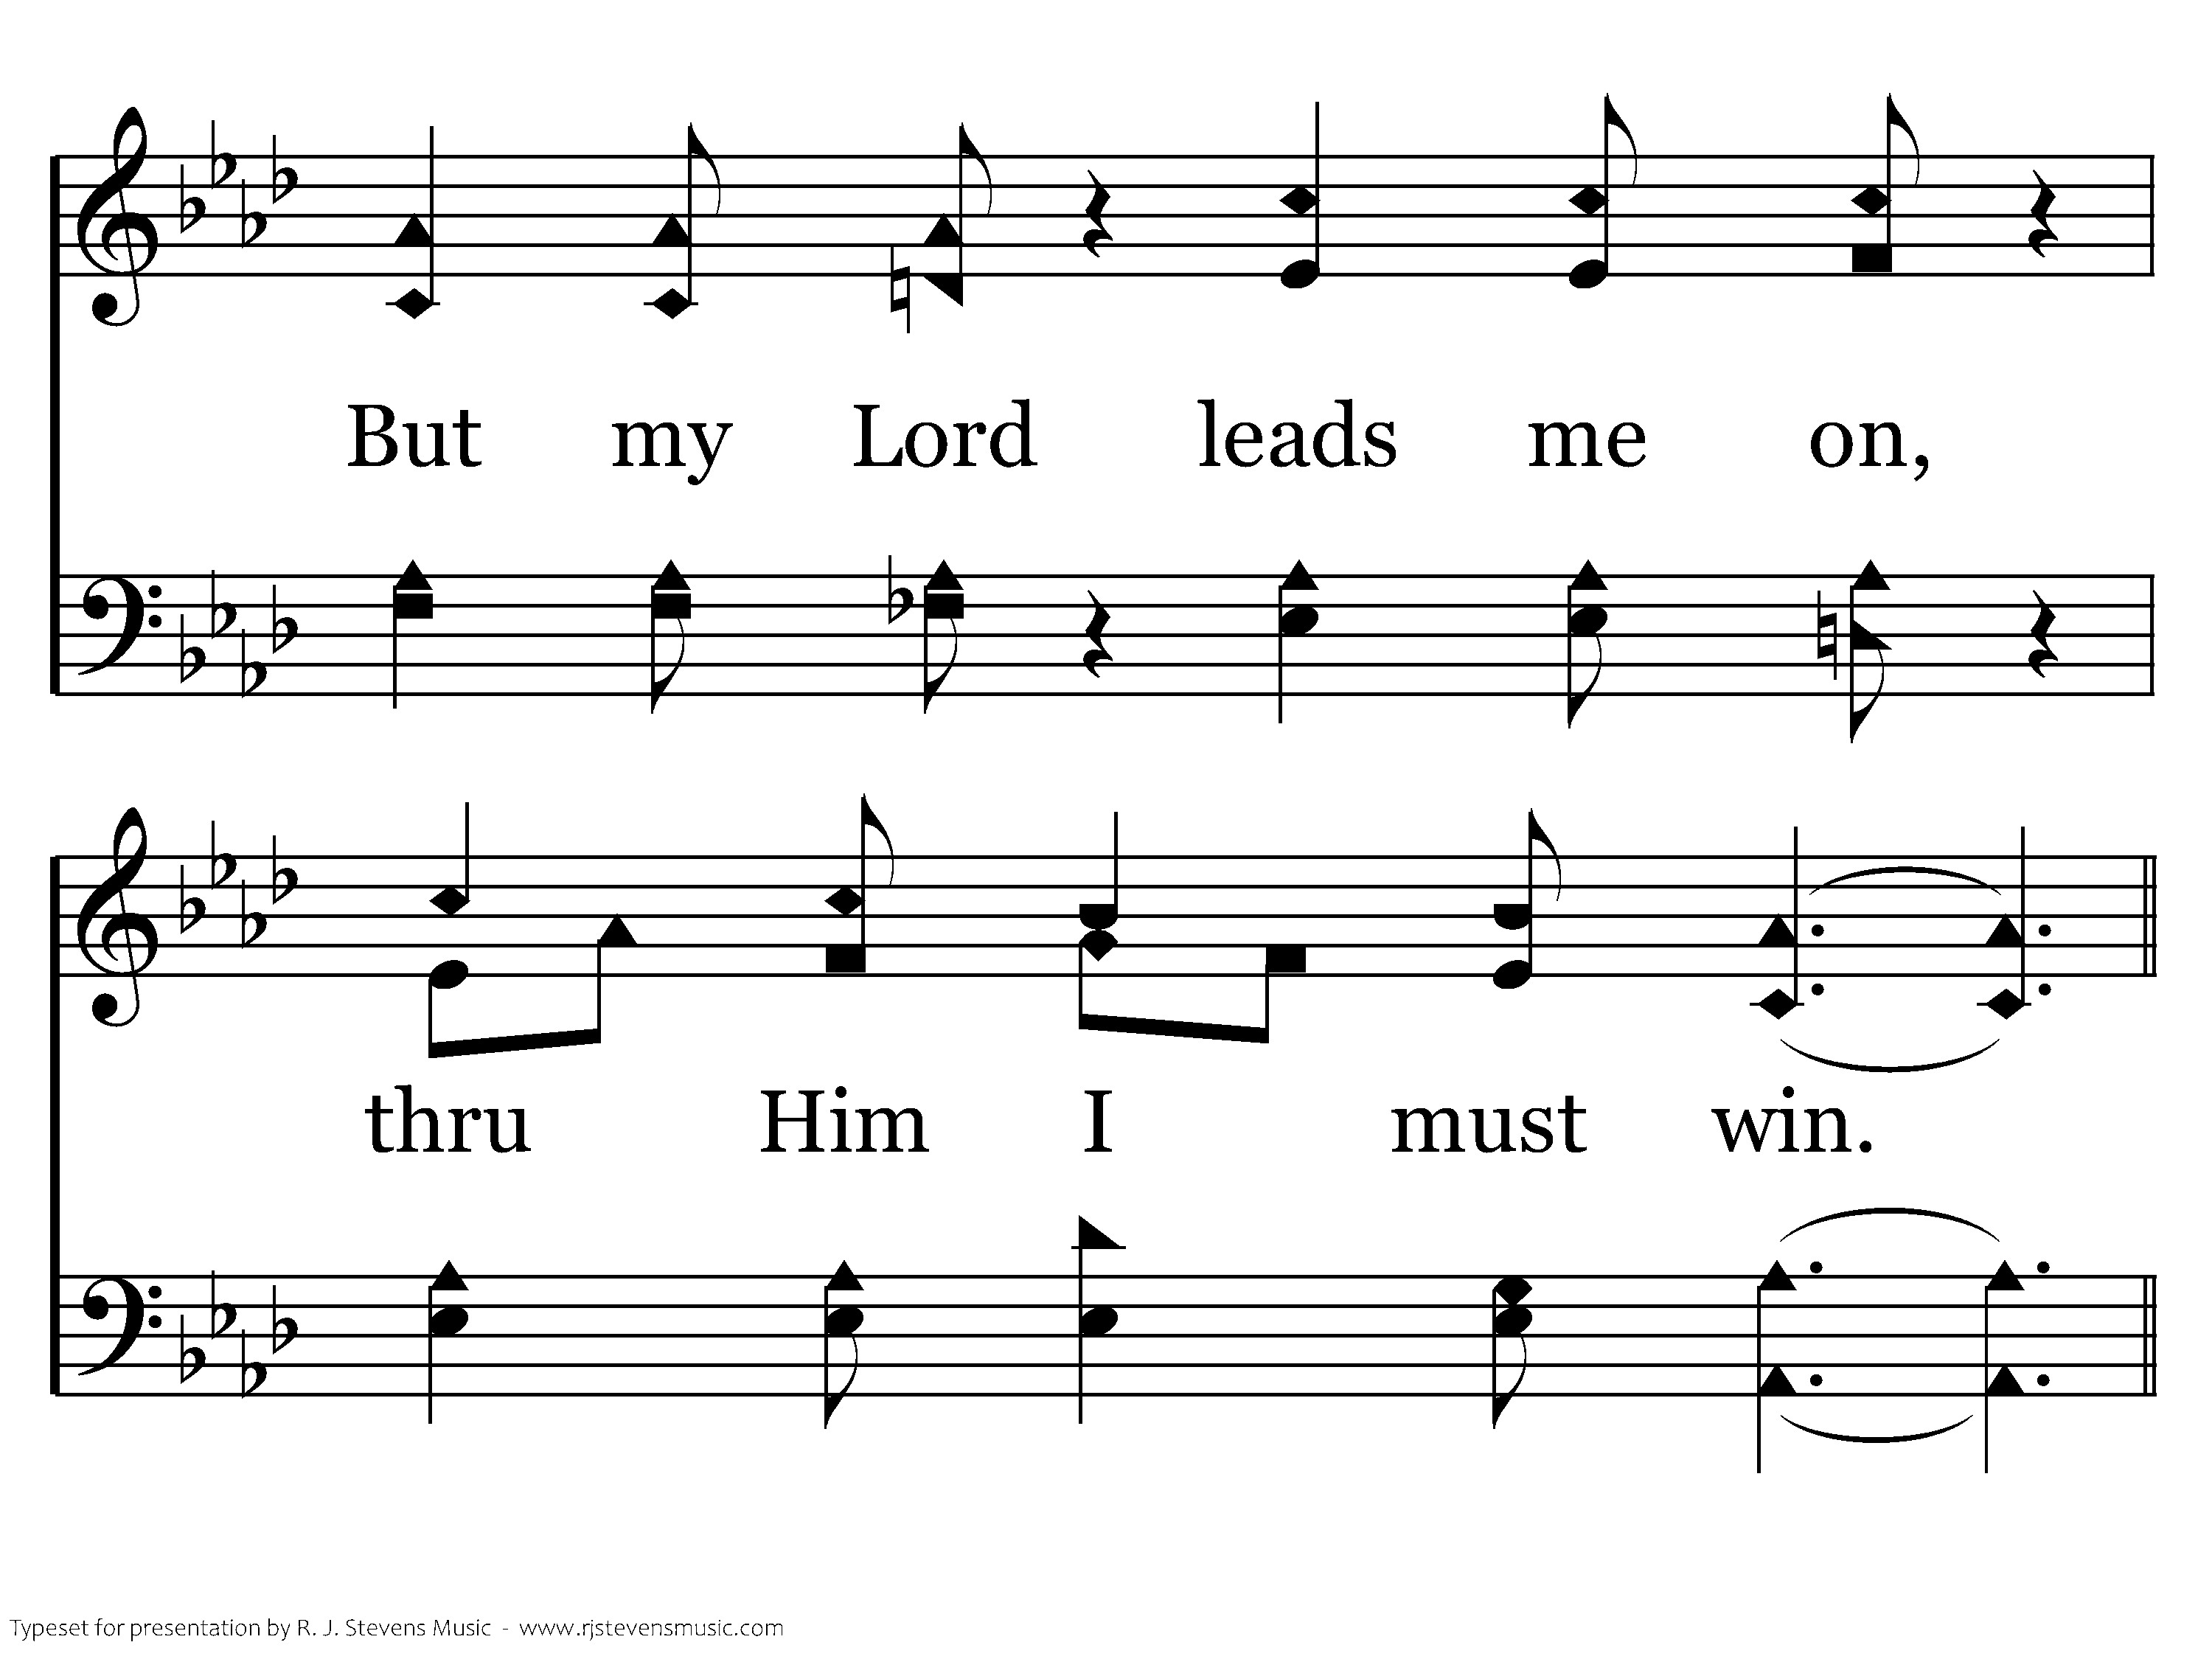 But my Lord leads me on,
thru Him I must win.
Typeset for presentation by R. J. Stevens Music - www.rjstevensmusic.com